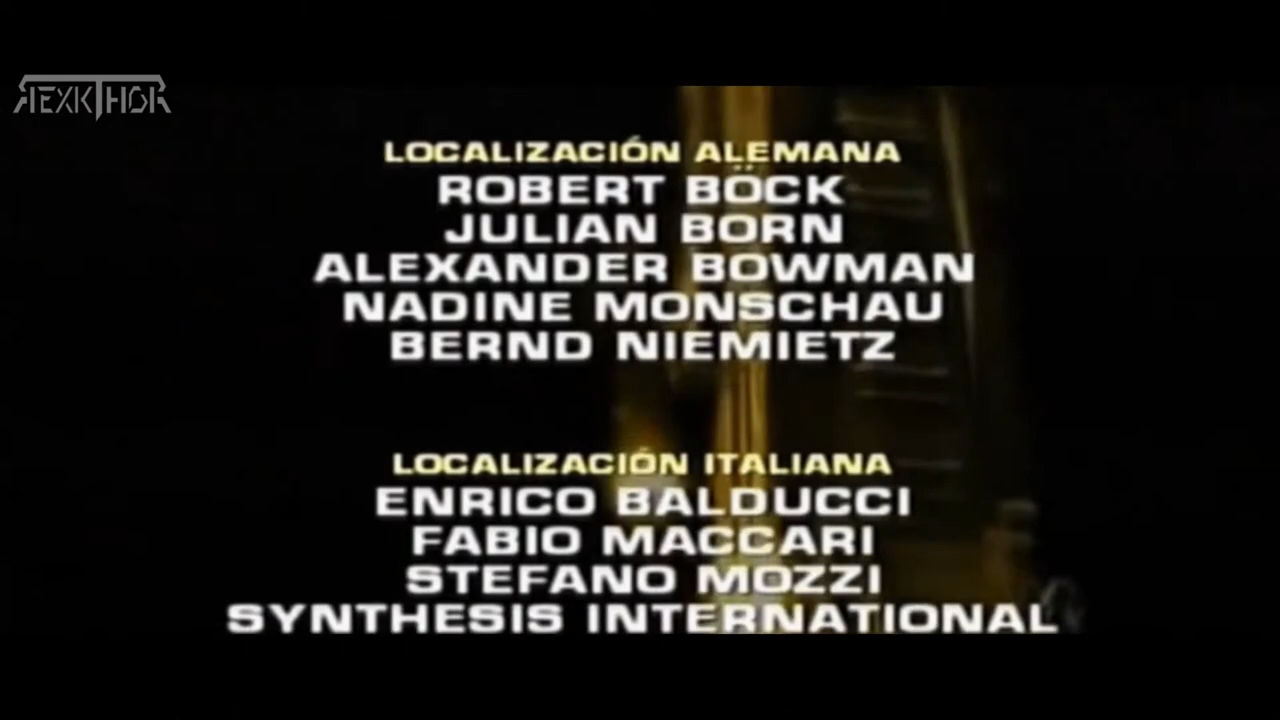 REXKTHOR
LOCALIZACIÓN ALEMANA
ROBERT BÖCK
JULIAN BORN
ALEXANDER BOWMAN
NADINE MONSCHAU
BERND NIEMIETZ
LOCALIZACIÓN ITALIANA
ENRICO BALDUCCI
FABIO MACCARI
STEFANO MOZZI
SYNTHESIS INTERNATIONAL